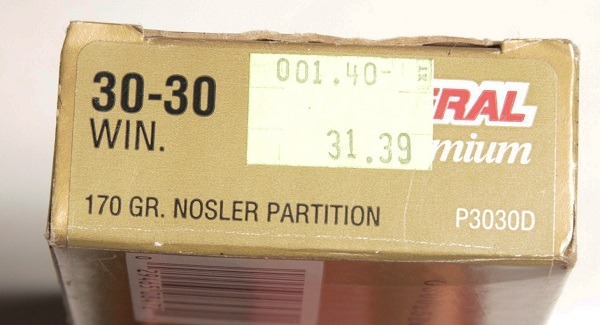 30-30
WIN.
001.40-
31.39
ERAL
mium
170 GR. NOSLER PARTITION
P3030D